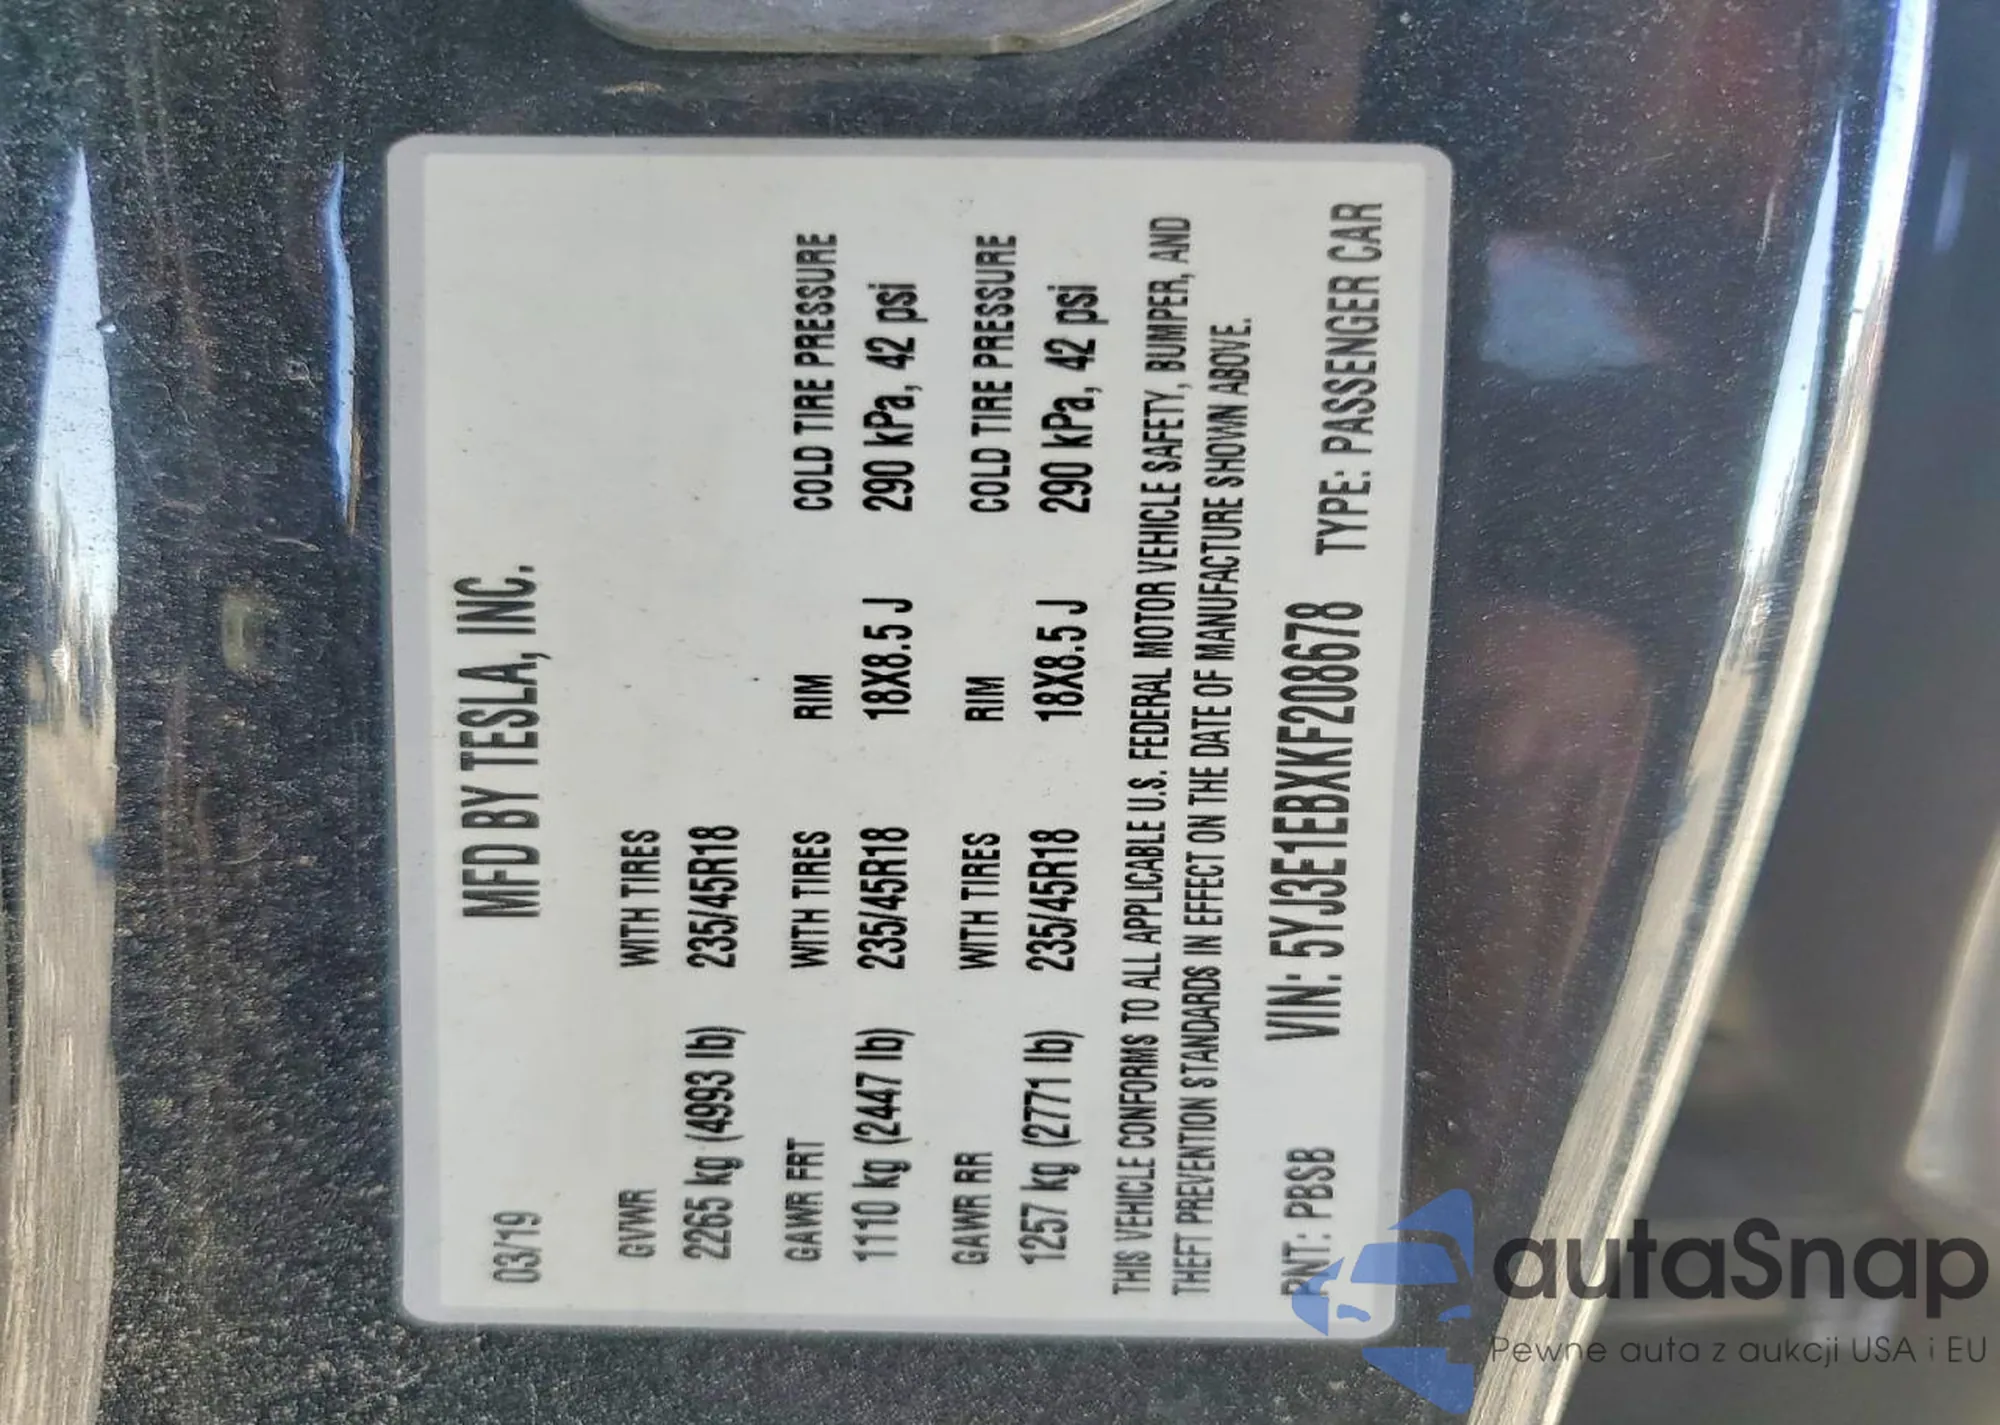 03/19 MFD BY TESLA, INC.
GVWR WITH TIRES
2265 kg (4993 lb) 235/45R18
GAWR FRT WITH TIRES RIM COLD TIRE PRESSURE
1110 kg (2447 lb) 235/45R18 18X8.5 J 290 kPa, 42 psi
GAWR RR WITH TIRES RIM COLD TIRE PRESSURE
1257 kg (2771 lb) 235/45R18 18X8.5 J 290 kPa, 42 psi
THIS VEHICLE CONFORMS TO ALL APPLICABLE U.S. FEDERAL MOTOR VEHICLE SAFETY, BUMPER, AND
THEFT PREVENTION STANDARDS IN EFFECT ON THE DATE OF MANUFACTURE SHOWN ABOVE.
PNT: PBSB VIN: 5YJ3E1EBXKF208678 TYPE: PASSENGER CAR
autaSnap
Pewne auta z aukcji USA i EU